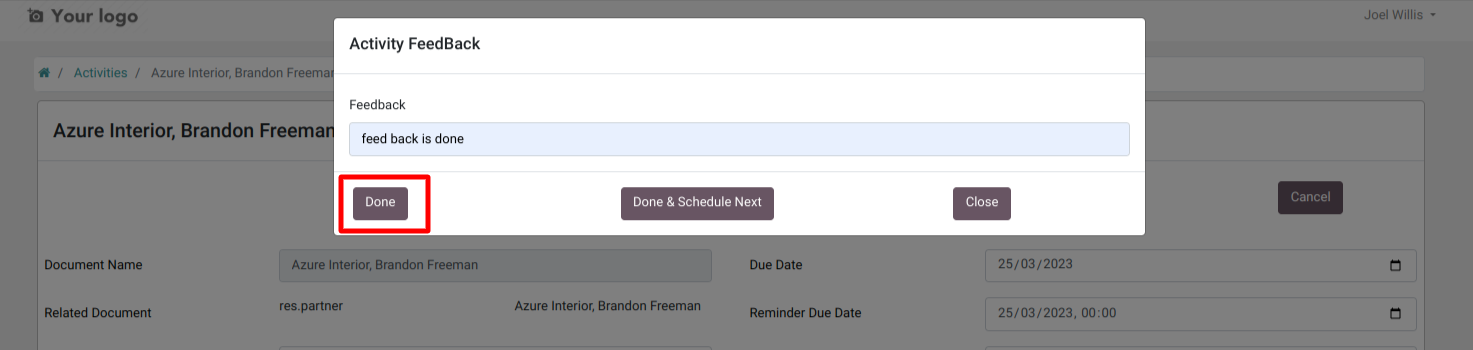 Your logo
Joel Willis
Activity FeedBack
/ Activities / Azure Interior, Brandon Freeman
Azure Interior, Brandon Freeman
Feedback
feed back is done
Done
Done & Schedule Next
Close
Cancel
Document Name
Azure Interior, Brandon Freeman
Due Date
25/03/2023
Related Document
res.partner
Azure Interior, Brandon Freeman
Reminder Due Date
25/03/2023, 00:00